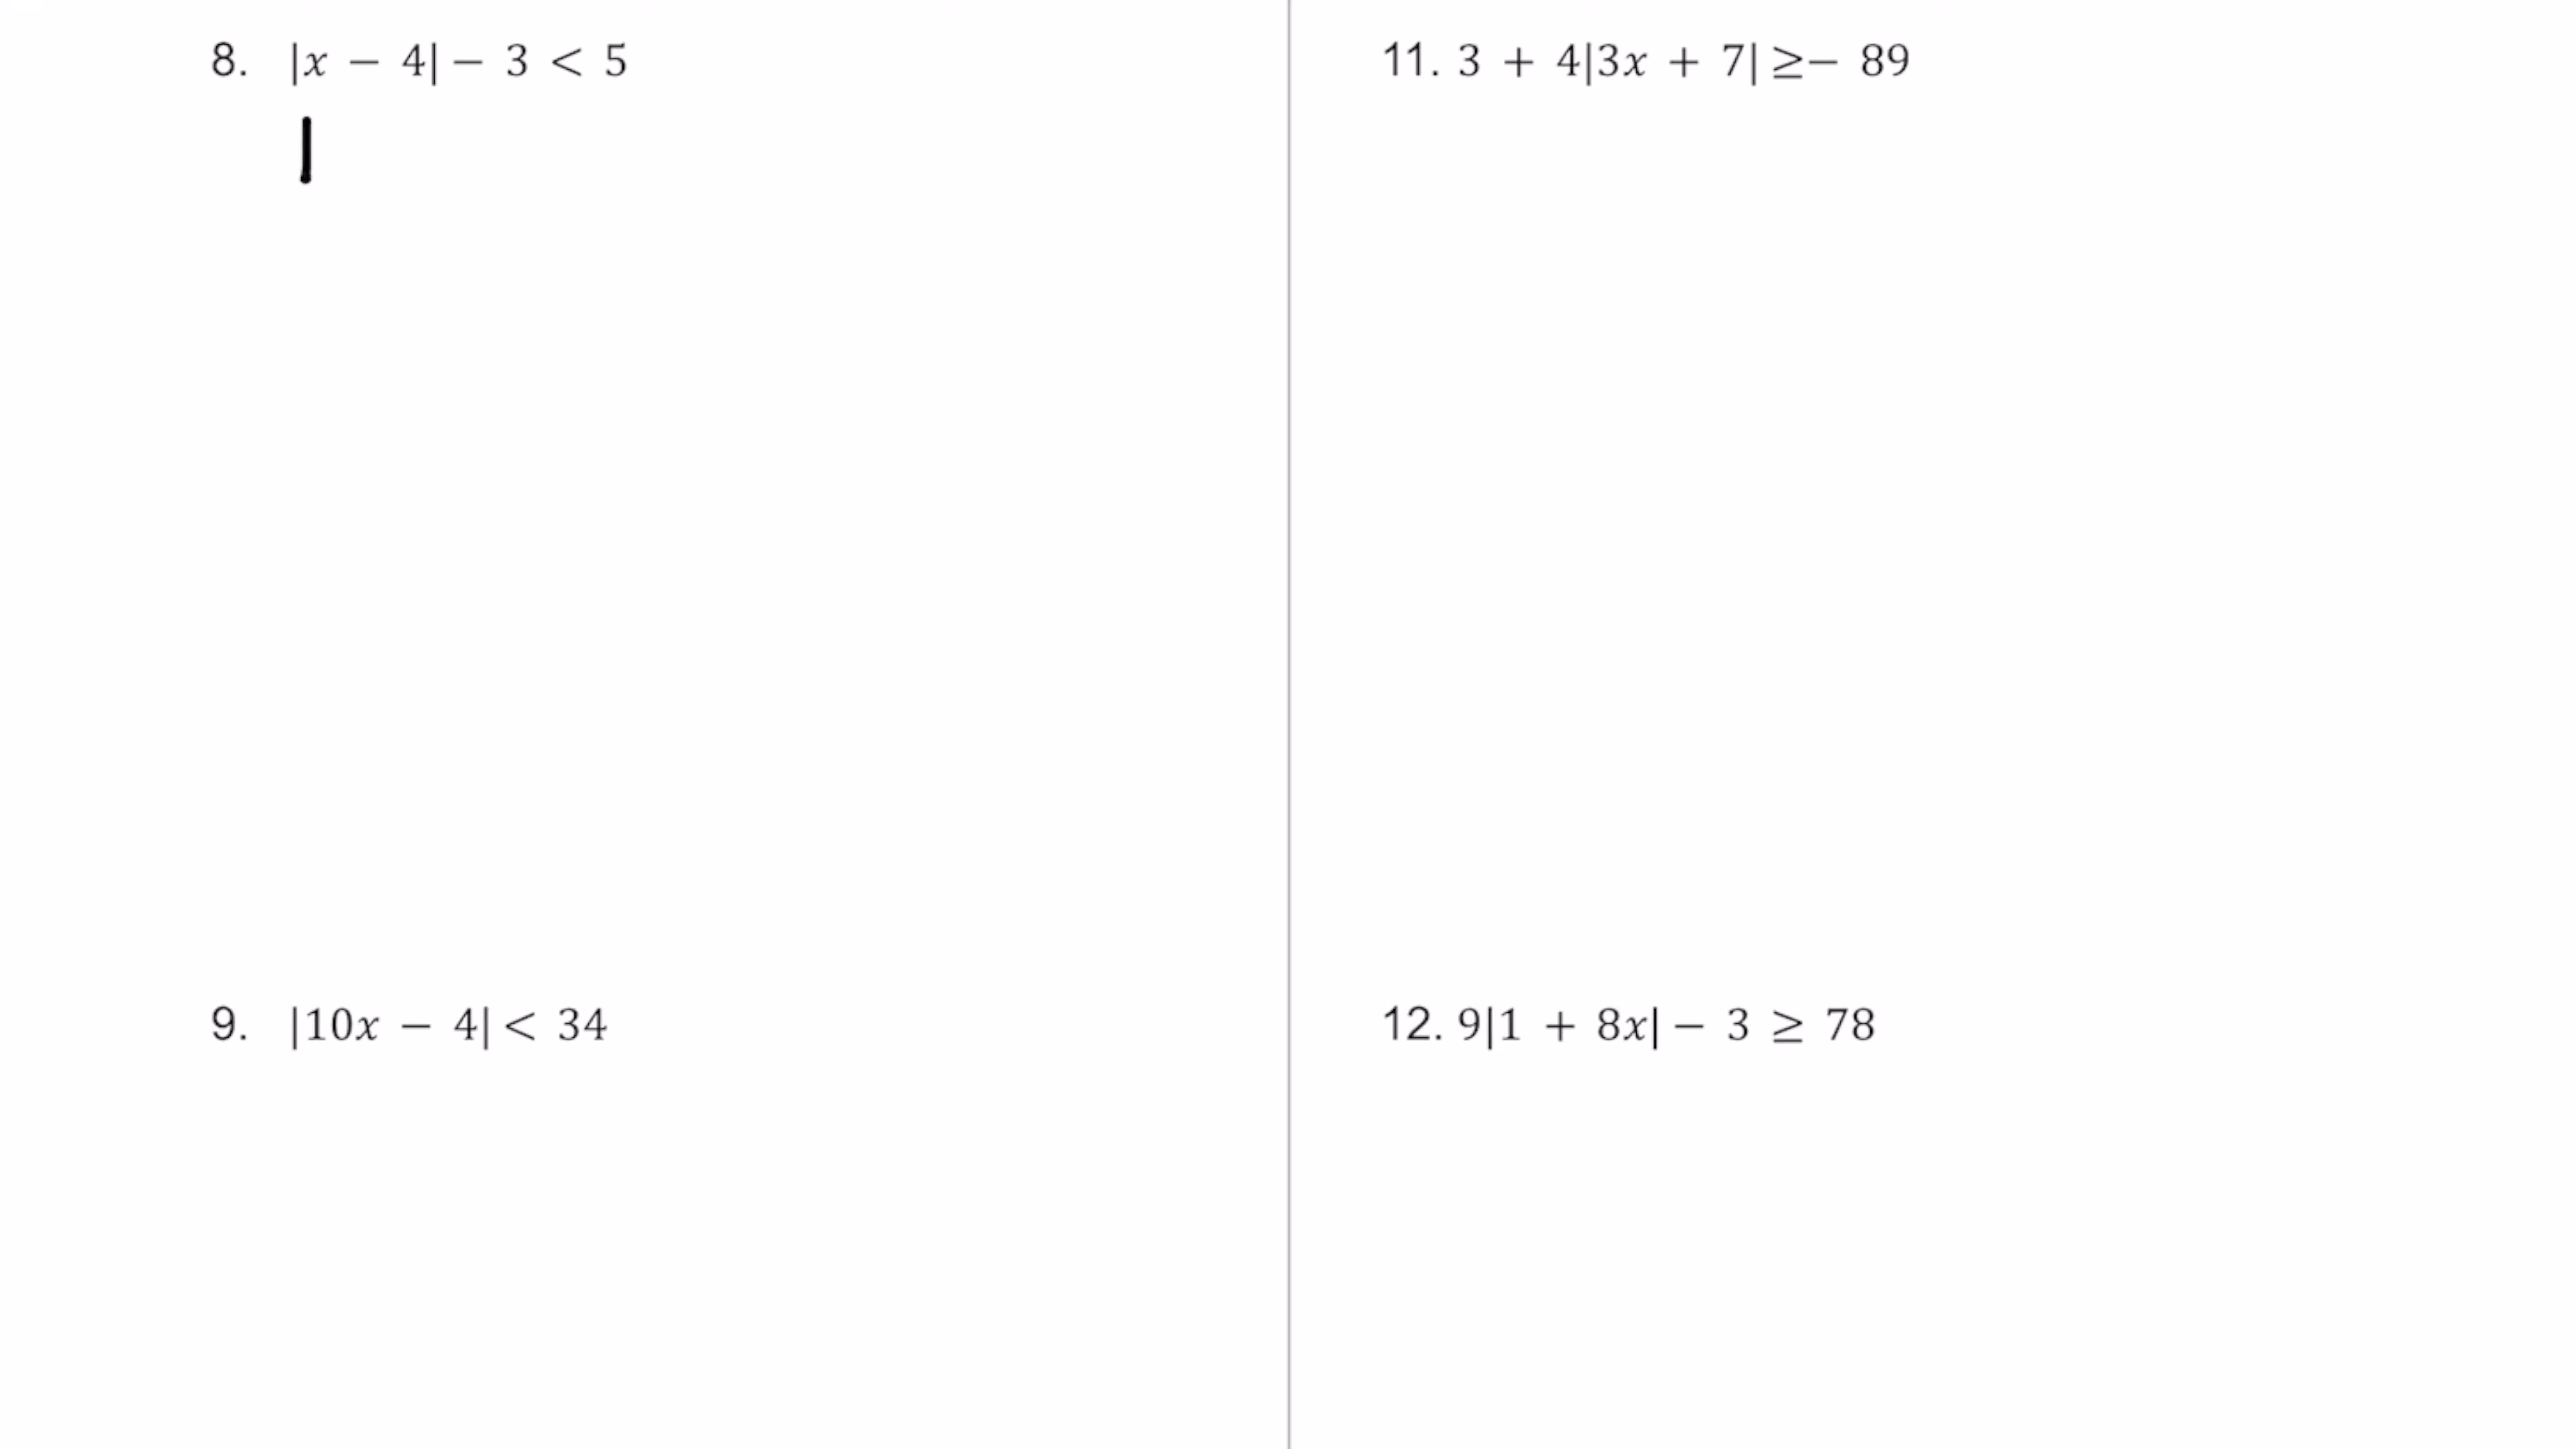 8. |x − 4| − 3 < 5
|
9. |10x − 4| < 34
11. 3 + 4|3x + 7| ≥− 89
12. 9|1 + 8x| − 3 ≥ 78